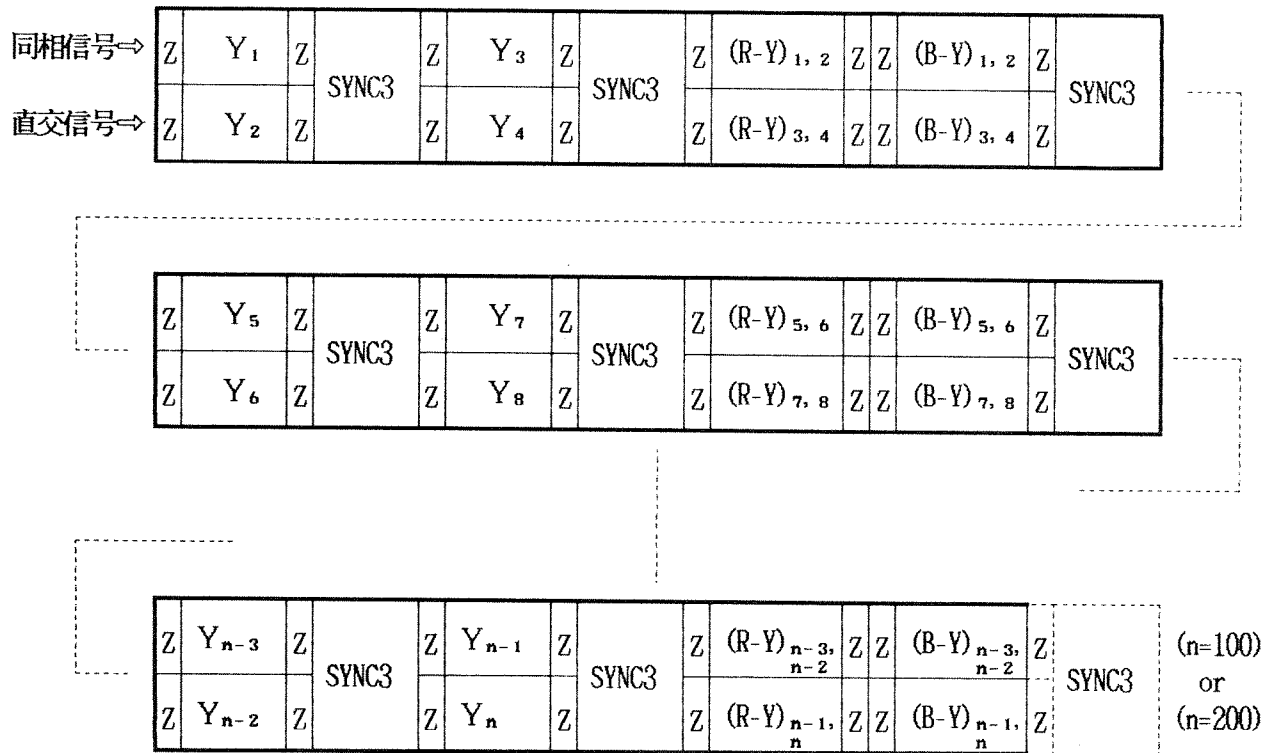 同相信号⇨ Z Y₁ Z SYNC3 Z Y₃ Z SYNC3 Z (R-Y)₁,₂ Z Z (B-Y)₁,₂ Z SYNC3
直交信号⇨ Z Y₂ Z Z Y₄ Z Z (R-Y)₃,₄ Z Z (B-Y)₃,₄ Z
Z Y₅ Z SYNC3 Z Y₇ Z SYNC3 Z (R-Y)₅,₆ Z Z (B-Y)₅,₆ Z SYNC3
Z Y₆ Z Z Y₈ Z Z (R-Y)₇,₈ Z Z (B-Y)₇,₈ Z
Z Yₙ₋₃ Z SYNC3 Z Yₙ₋₁ Z SYNC3 Z (R-Y)ₙ₋₃,ₙ₋₂ Z Z (B-Y)ₙ₋₃,ₙ₋₂ Z SYNC3
Z Yₙ₋₂ Z Z Yₙ Z Z (R-Y)ₙ₋₁,ₙ Z Z (B-Y)ₙ₋₁,ₙ Z
(n=100)
or
(n=200)